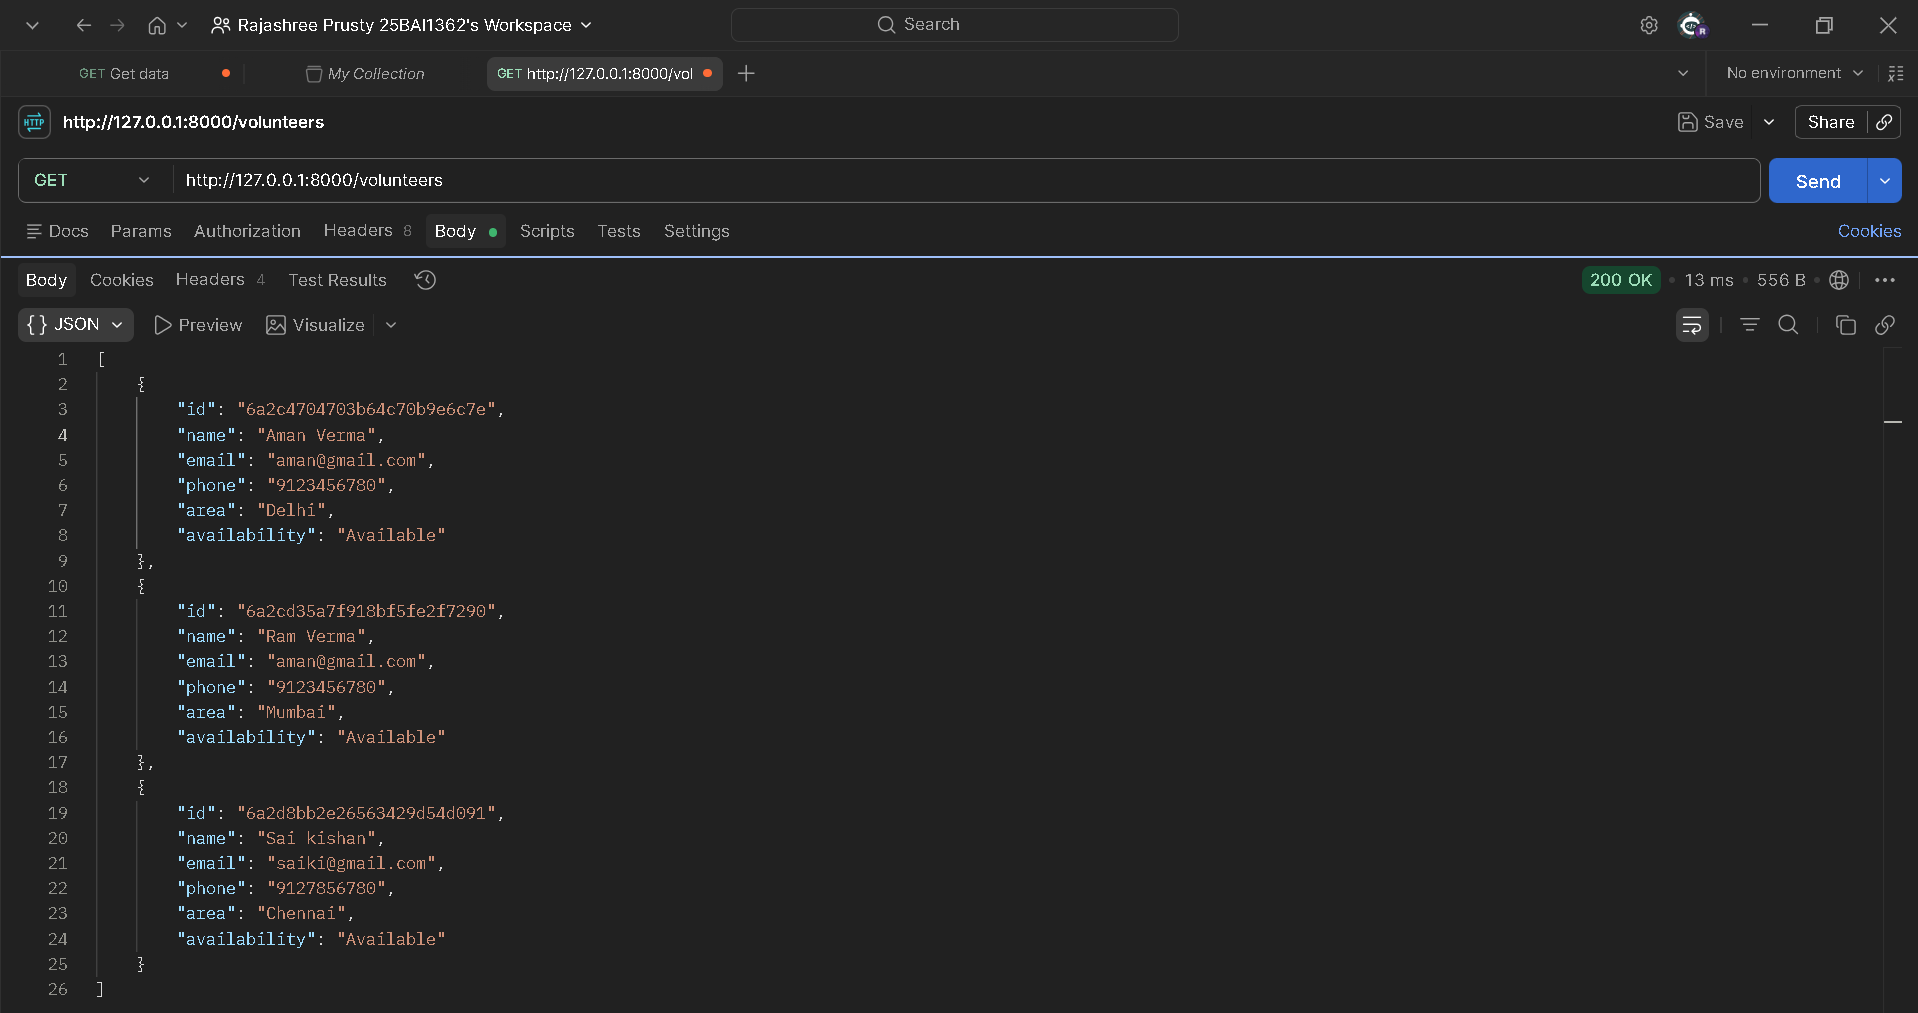 Rajashree Prusty 25BAI1362's Workspace
Search
GET Get data
My Collection
GET http://127.0.0.1:8000/vol
No environment
HTTP http://127.0.0.1:8000/volunteers
Save
Share
GET http://127.0.0.1:8000/volunteers
Send
Docs Params Authorization Headers 8 Body Scripts Tests Settings Cookies
Body Cookies Headers 4 Test Results 200 OK 13 ms 556 B
{} JSON Preview Visualize
1 [
2 {
3 "id": "6a2c4704703b64c70b9e6c7e",
4 "name": "Aman Verma",
5 "email": "aman@gmail.com",
6 "phone": "9123456780",
7 "area": "Delhi",
8 "availability": "Available"
9 },
10 {
11 "id": "6a2cd35a7f918bf5fe2f7290",
12 "name": "Ram Verma",
13 "email": "aman@gmail.com",
14 "phone": "9123456780",
15 "area": "Mumbai",
16 "availability": "Available"
17 },
18 {
19 "id": "6a2d8bb2e26563429d54d091",
20 "name": "Sai kishan",
21 "email": "saiki@gmail.com",
22 "phone": "9127856780",
23 "area": "Chennai",
24 "availability": "Available"
25 }
26 ]